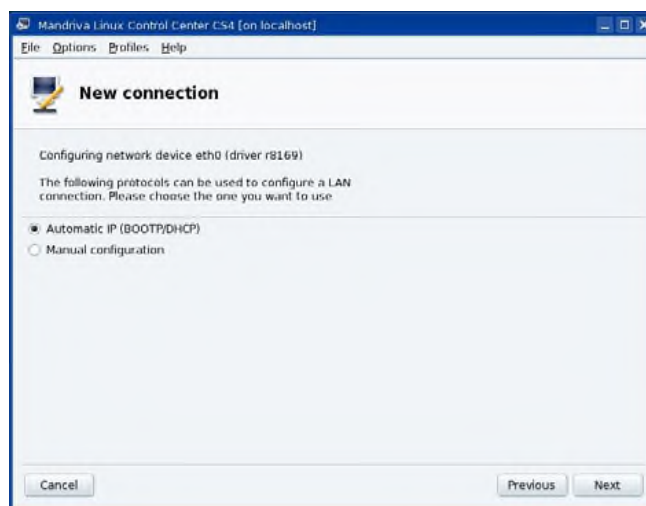 Mandriva Linux Control Center CS4 [on localhost]
File Options Profiles Help
New connection
Configuring network device eth0 (driver r8169)
The following protocols can be used to configure a LAN
connection. Please choose the one you want to use
Automatic IP (BOOTP/DHCP)
Manual configuration
Cancel Previous Next